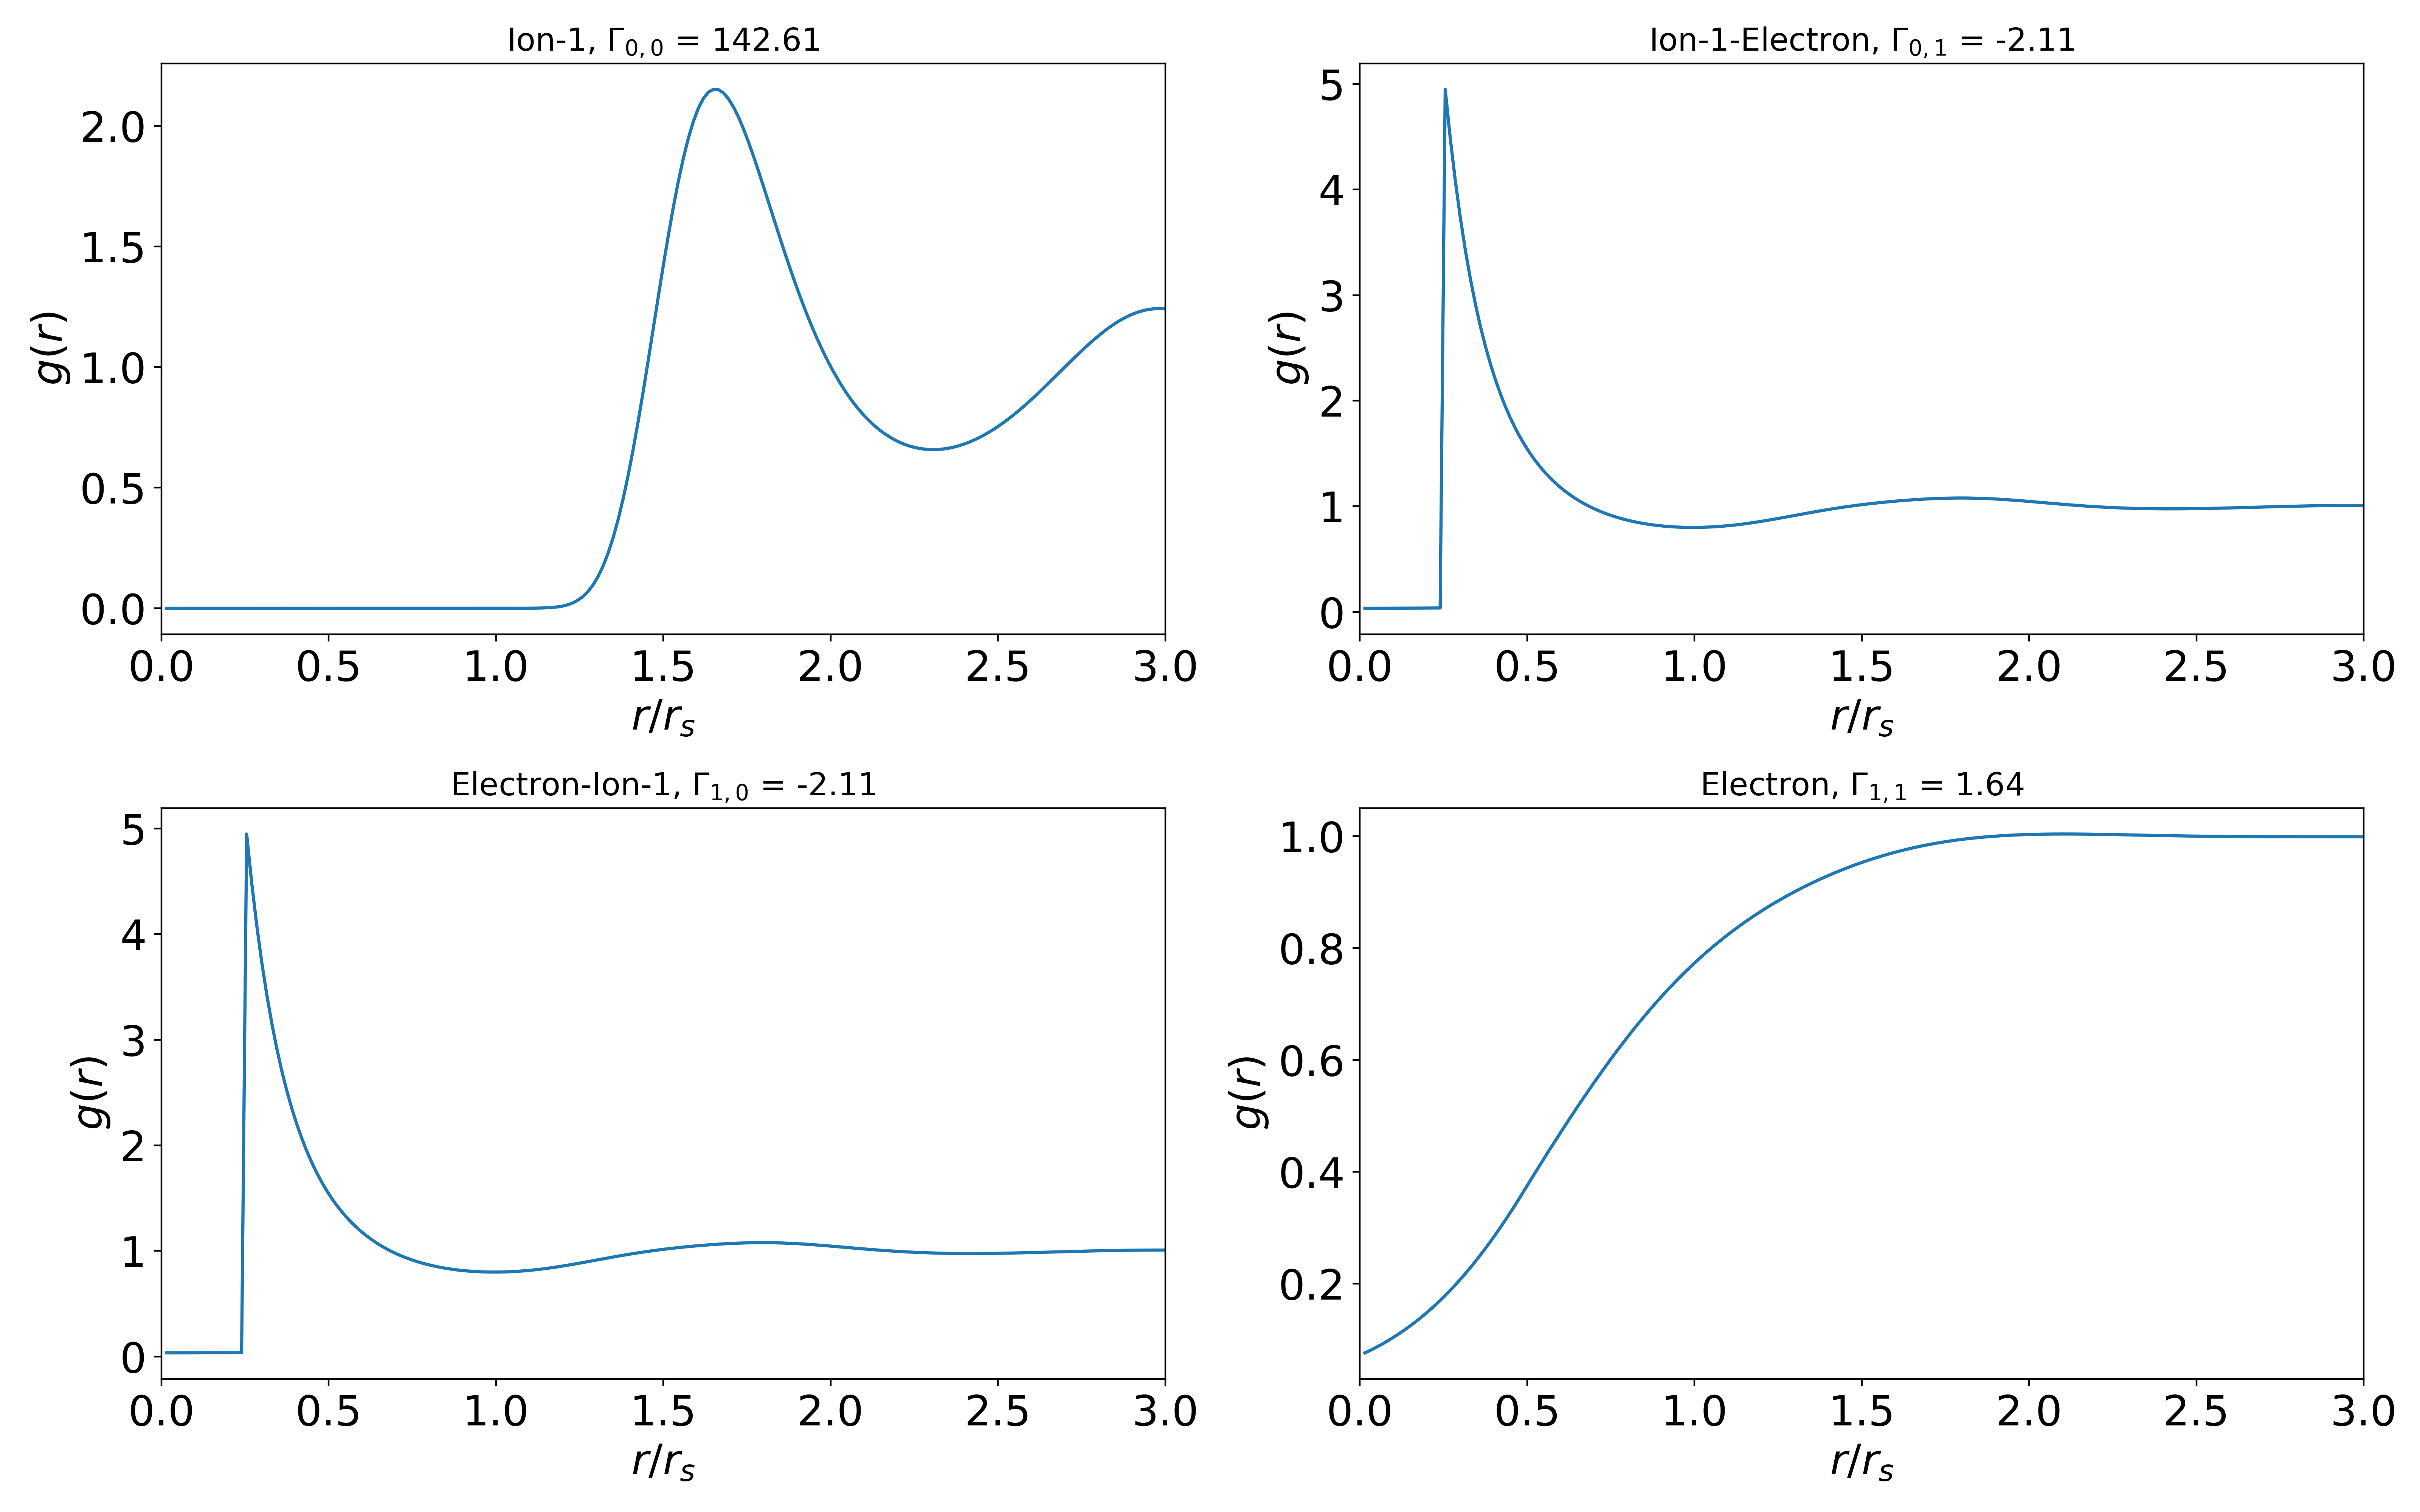 Ion-1, Γ0,0 = 142.61
g(r)
2.0
1.5
1.0
0.5
0.0
0.0 0.5 1.0 1.5 2.0 2.5 3.0
r/rs
Ion-1-Electron, Γ0,1 = -2.11
g(r)
5
4
3
2
1
0
0.0 0.5 1.0 1.5 2.0 2.5 3.0
r/rs
Electron-Ion-1, Γ1,0 = -2.11
g(r)
5
4
3
2
1
0
0.0 0.5 1.0 1.5 2.0 2.5 3.0
r/rs
Electron, Γ1,1 = 1.64
g(r)
1.0
0.8
0.6
0.4
0.2
0.0 0.5 1.0 1.5 2.0 2.5 3.0
r/rs